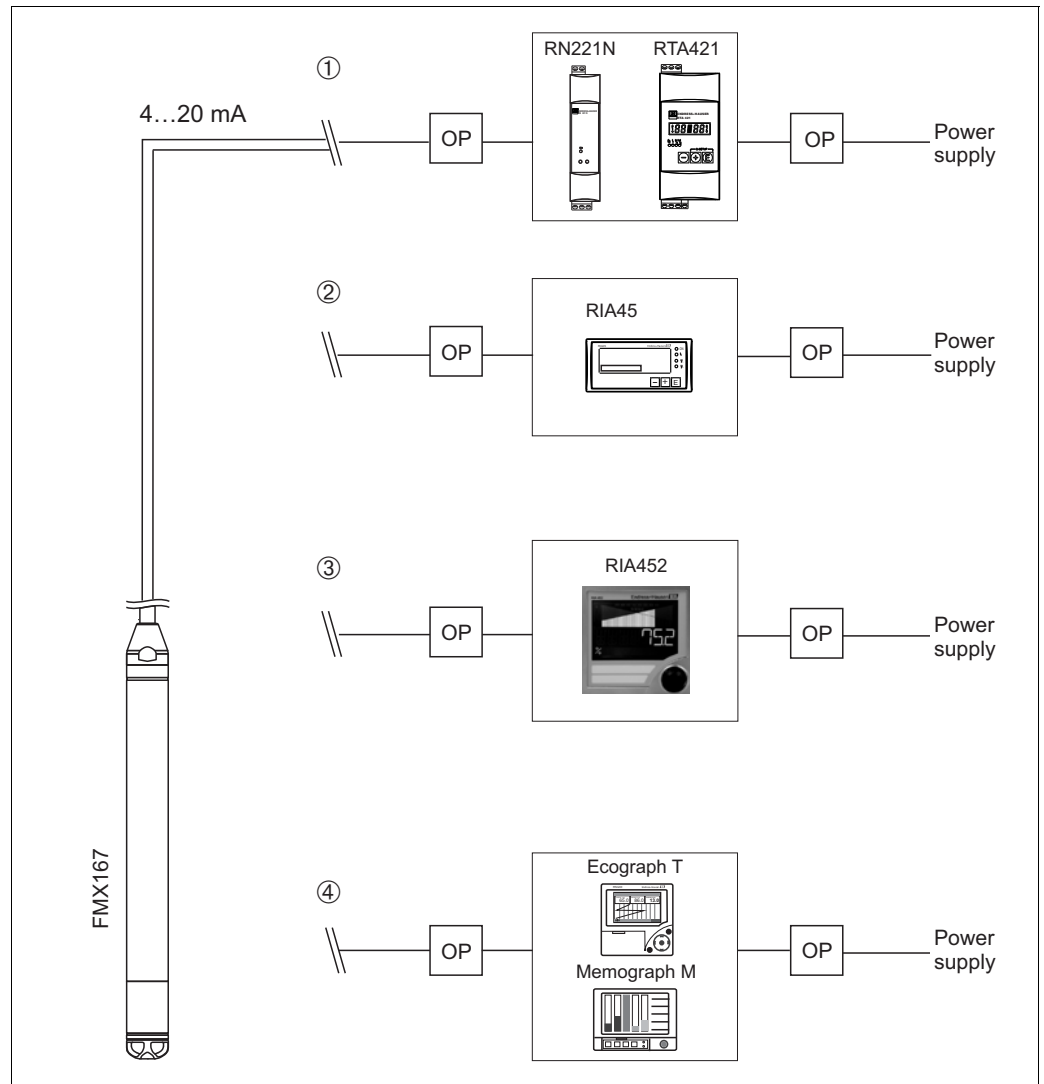 RN221N RTA421
①
4...20 mA
OP
OP
Power
supply
②
RIA45
OP
OP
Power
supply
③
RIA452
752
%
OP
OP
Power
supply
FMX167
④
Ecograph T
OP
OP
Power
supply
Memograph M